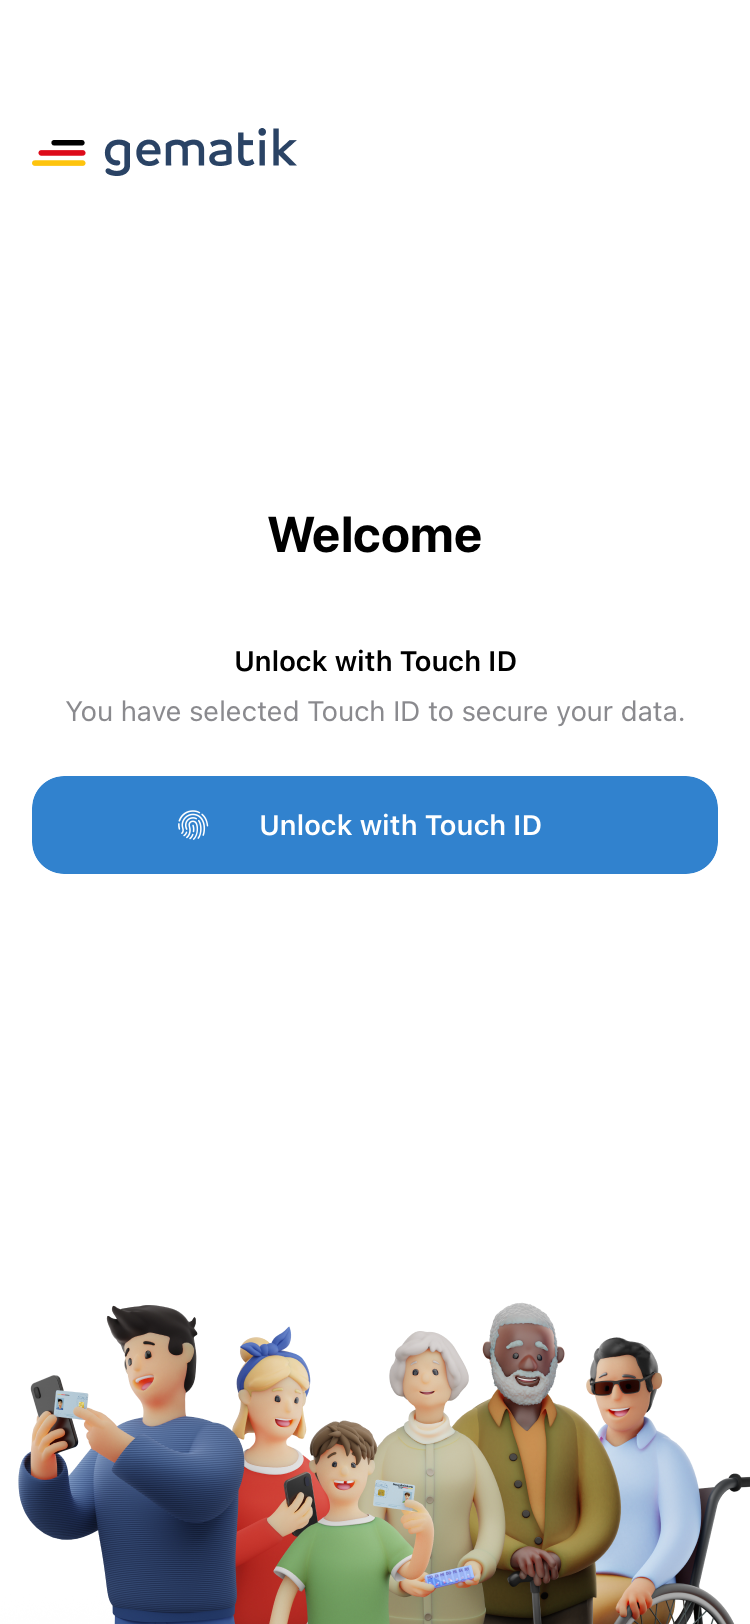 gematik
Welcome
Unlock with Touch ID
You have selected Touch ID to secure your data.
Unlock with Touch ID